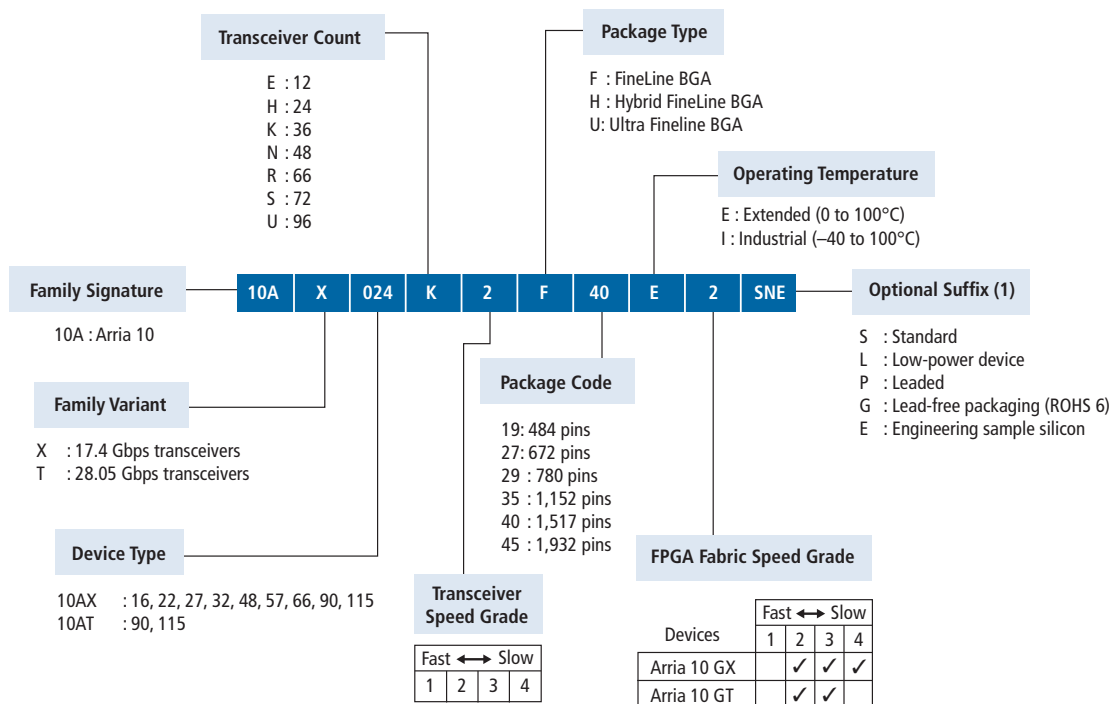 Transceiver Count
E : 12
H : 24
K : 36
N : 48
R : 66
S : 72
U : 96
Package Type
F : FineLine BGA
H : Hybrid FineLine BGA
U: Ultra Fineline BGA
Operating Temperature
E : Extended (0 to 100°C)
I : Industrial (–40 to 100°C)
Family Signature
10A : Arria 10
10A X 024 K 2 F 40 E 2 SNE
Optional Suffix (1)
S : Standard
L : Low-power device
P : Leaded
G : Lead-free packaging (ROHS 6)
E : Engineering sample silicon
Family Variant
X : 17.4 Gbps transceivers
T : 28.05 Gbps transceivers
Package Code
19: 484 pins
27: 672 pins
29 : 780 pins
35 : 1,152 pins
40 : 1,517 pins
45 : 1,932 pins
Device Type
10AX : 16, 22, 27, 32, 48, 57, 66, 90, 115
10AT : 90, 115
Transceiver
Speed Grade
Fast ←→ Slow
1 2 3 4
FPGA Fabric Speed Grade
Fast ←→ Slow
Devices 1 2 3 4
Arria 10 GX ✓ ✓ ✓
Arria 10 GT ✓ ✓